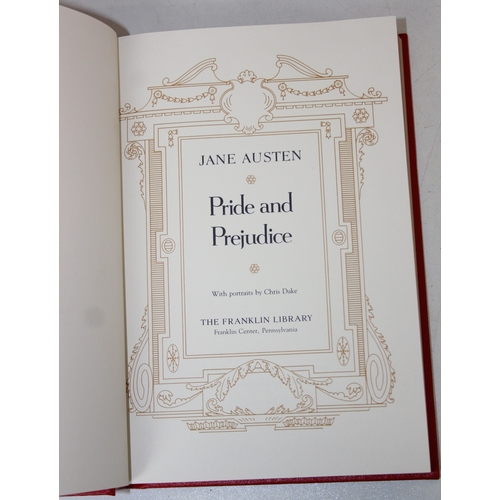 JANE AUSTEN
Pride and
Prejudice
With portraits by Chris Duke
THE FRANKLIN LIBRARY
Franklin Center, Pennsylvania